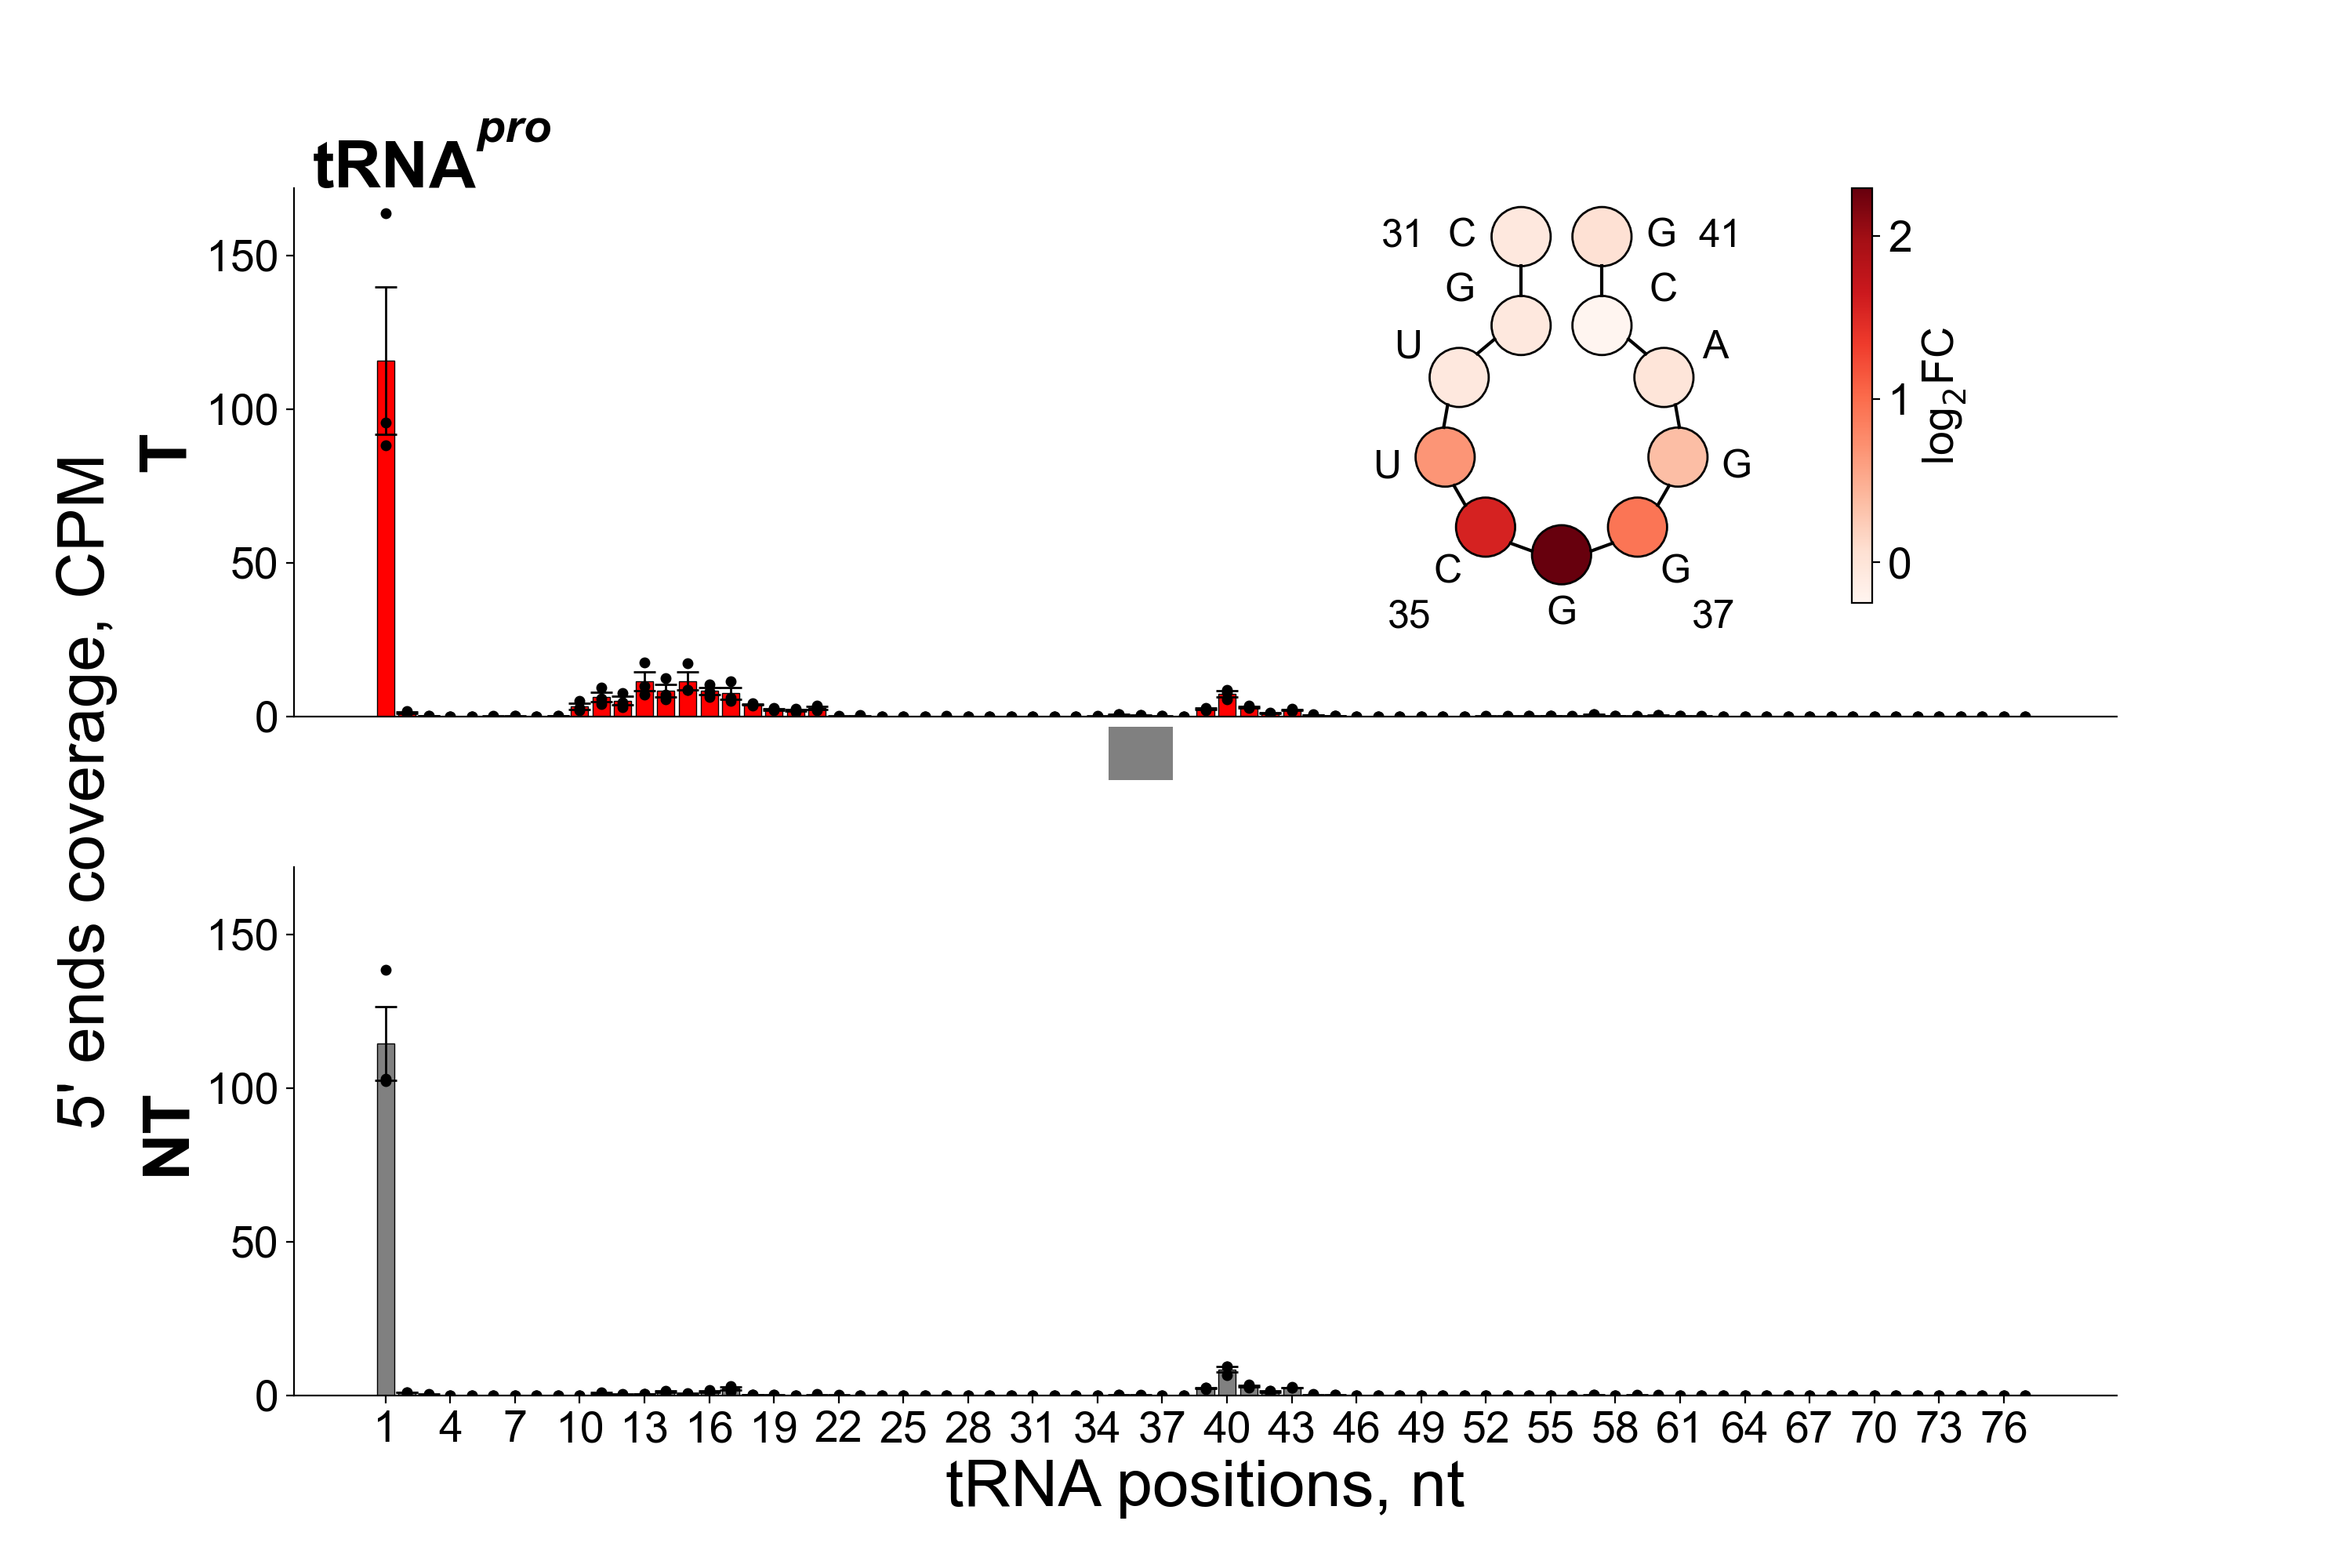 tRNA^pro
5' ends coverage, CPM
T
150
100
50
0
31 C G 41
G C
U A
U G
C G
35 G 37
2
1
0
log₂FC
NT
150
100
50
0
1 4 7 10 13 16 19 22 25 28 31 34 37 40 43 46 49 52 55 58 61 64 67 70 73 76
tRNA positions, nt